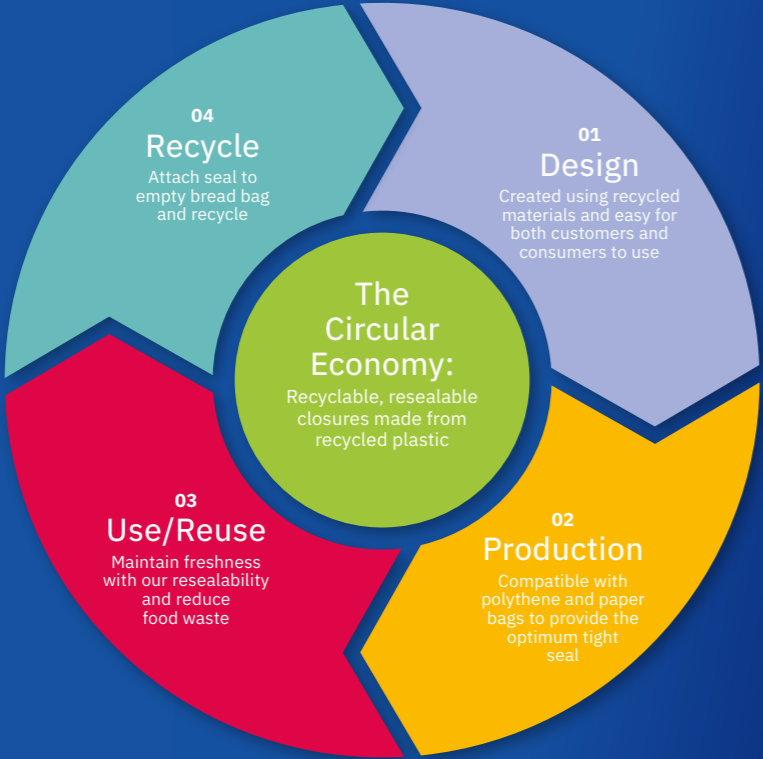 The
Circular
Economy:
Recyclable, resealable
closures made from
recycled plastic
01
Design
Created using recycled
materials and easy for
both customers and
consumers to use
02
Production
Compatible with
polythene and paper
bags to provide the
optimum tight
seal
03
Use/Reuse
Maintain freshness
with our resealability
and reduce
food waste
04
Recycle
Attach seal to
empty bread bag
and recycle